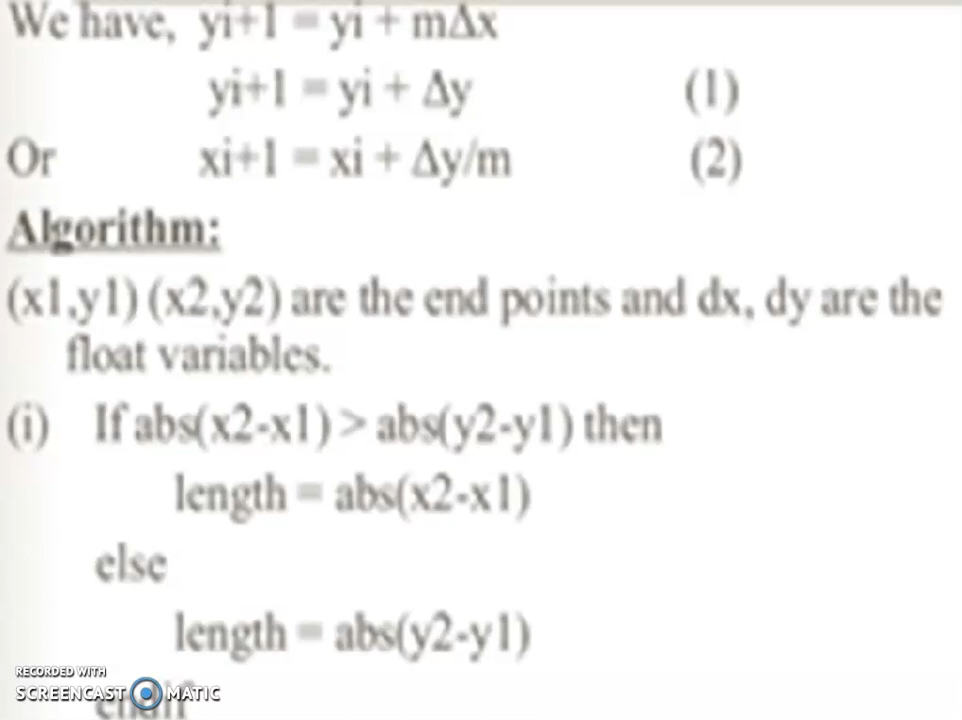 We have, yi+1 = yi + mΔx
yi+1 = yi + Δy (1)
Or xi+1 = xi + Δy/m (2)
Algorithm:
(x1,y1) (x2,y2) are the end points and dx, dy are the
float variables.
(i) If abs(x2-x1) > abs(y2-y1) then
length = abs(x2-x1)
else
length = abs(y2-y1)
endif
RECORDED WITH
SCREENCAST MATIC